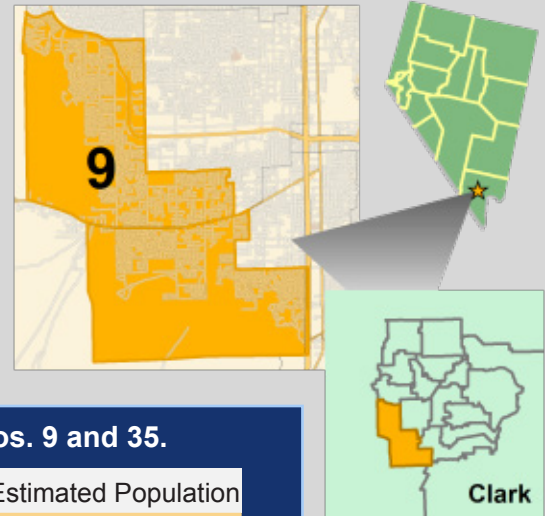 9
Clark
os. 9 and 35.
Estimated Population